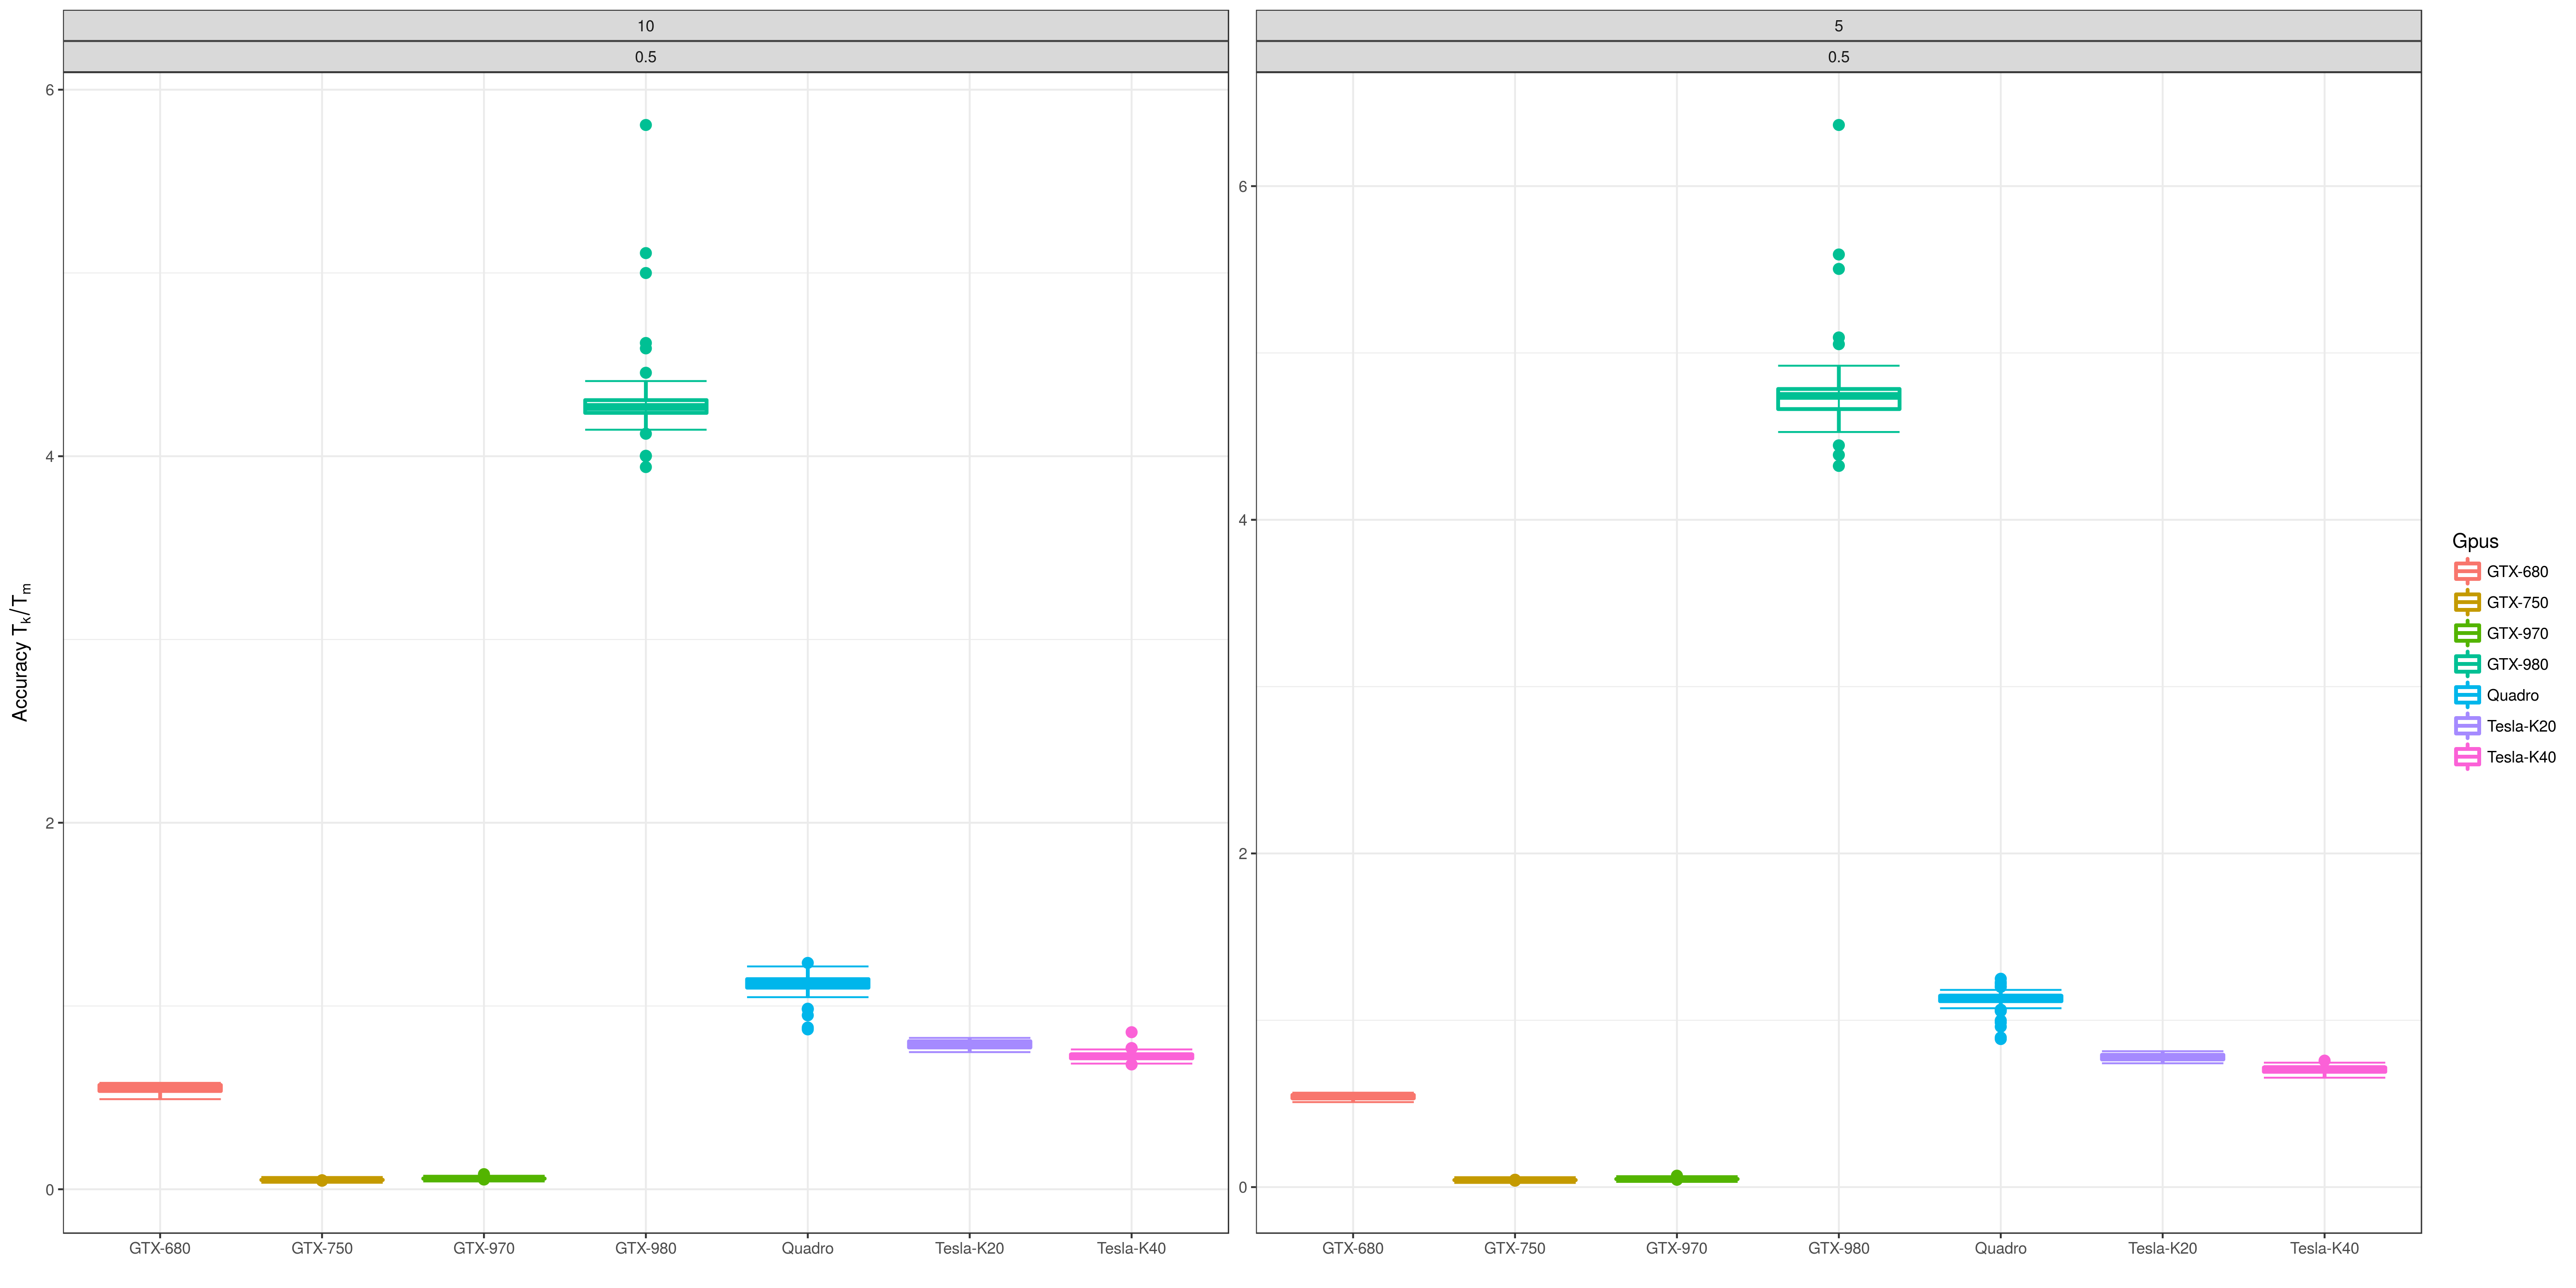 10
0.5
5
0.5
6
4
2
0
6
4
2
0
Accuracy Tk/Tm
GTX-680 GTX-750 GTX-970 GTX-980 Quadro Tesla-K20 Tesla-K40
GTX-680 GTX-750 GTX-970 GTX-980 Quadro Tesla-K20 Tesla-K40
Gpus
GTX-680
GTX-750
GTX-970
GTX-980
Quadro
Tesla-K20
Tesla-K40